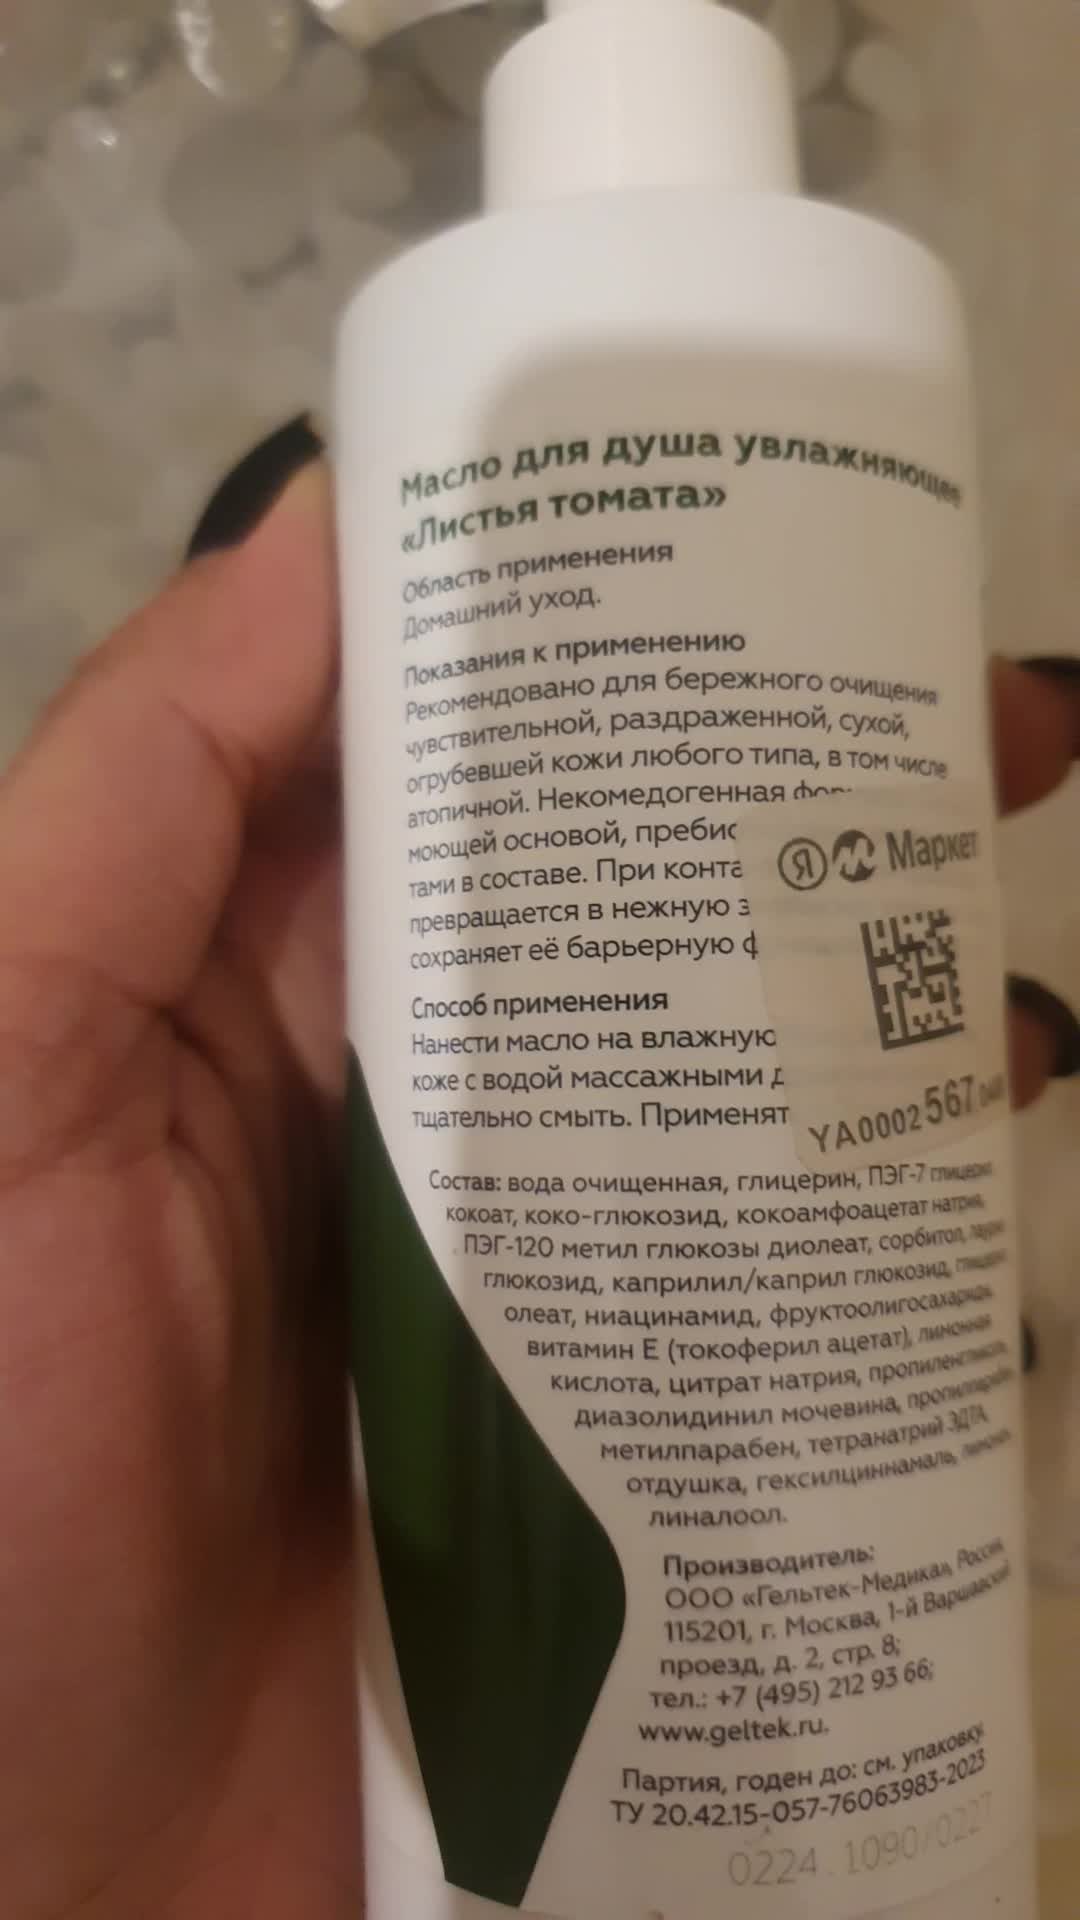 Масло для душа увлажняющее
«Листья томата»
Область применения
Домашний уход.
Показания к применению
Рекомендовано для бережного очищения
чувствительной, раздраженной, сухой,
огрубевшей кожи любого типа, в том числе
атопичной. Некомедогенная
моющей основой,
тами в составе. При
превращается в нежную
сохраняет её барьерную
Я М Маркет
Способ применения
Нанести масло на влажную
коже с водой массажными
тщательно смыть.
YA0002567
Состав: вода очищенная, глицерин, ПЭГ-7 глицерил
кокоат, коко-глюкозид, кокоамфоацетат натрия,
ПЭГ-120 метил глюкозы диолеат, сорбитол,
глюкозид, каприлил/каприл глюкозид,
олеат, ниацинамид, фруктоолигосахариды,
витамин Е (токоферил ацетат), лимонная
кислота, цитрат натрия, пропиленгликоль,
диазолидинил мочевина, пропилпарабен,
метилпарабен, тетранатрий ЭДТА,
отдушка, гексилциннамаль,
линалоол.
Производитель:
ООО «Гельтек-Медика», Россия,
115201, г. Москва, 1-й Варшавский
проезд, д. 2, стр. 8;
тел.: +7 (495) 212 93 66;
www.geltek.ru.
Партия, годен до: см. упаковку.
ТУ 20.42.15-057-76063983-2023
0224.1090/0227